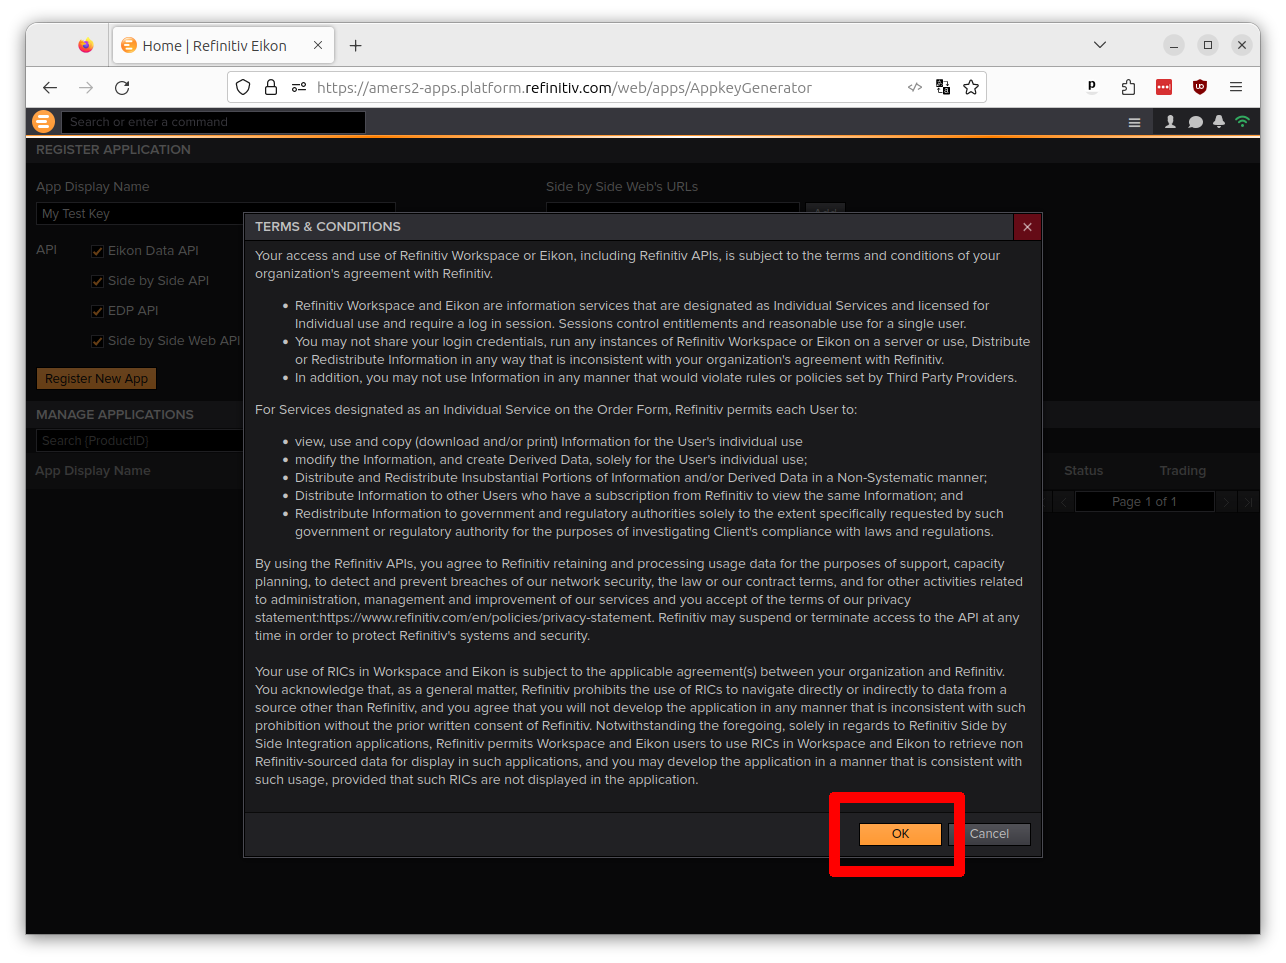 Home | Refinitiv Eikon
https://amers2-apps.platform.refinitiv.com/web/apps/AppkeyGenerator
Search or enter a command
REGISTER APPLICATION
App Display Name
Side by Side Web's URLs
My Test Key
Add
API
Eikon Data API
Side by Side API
EDP API
Side by Side Web API
Register New App
MANAGE APPLICATIONS
Search [ProductID]
App Display Name
Status
Trading
Page 1 of 1
TERMS & CONDITIONS
Your access and use of Refinitiv Workspace or Eikon, including Refinitiv APIs, is subject to the terms and conditions of your
organization's agreement with Refinitiv.
• Refinitiv Workspace and Eikon are information services that are designated as Individual Services and licensed for
Individual use and require a log in session. Sessions control entitlements and reasonable use for a single user.
• You may not share your login credentials, run any instances of Refinitiv Workspace or Eikon on a server or use, Distribute
or Redistribute Information in any way that is inconsistent with your organization's agreement with Refinitiv.
• In addition, you may not use Information in any manner that would violate rules or policies set by Third Party Providers.
For Services designated as an Individual Service on the Order Form, Refinitiv permits each User to:
• view, use and copy (download and/or print) Information for the User's individual use
• modify the Information, and create Derived Data, solely for the User's individual use;
• Distribute and Redistribute Insubstantial Portions of Information and/or Derived Data in a Non-Systematic manner;
• Distribute Information to other Users who have a subscription from Refinitiv to view the same Information; and
• Redistribute Information to government and regulatory authorities solely to the extent specifically requested by such
government or regulatory authority for the purposes of investigating Client's compliance with laws and regulations.
By using the Refinitiv APIs, you agree to Refinitiv retaining and processing usage data for the purposes of support, capacity
planning, to detect and prevent breaches of our network security, the law or our contract terms, and for other activities related
to administration, management and improvement of our services and you accept of the terms of our privacy
statement:https://www.refinitiv.com/en/policies/privacy-statement. Refinitiv may suspend or terminate access to the API at any
time in order to protect Refinitiv's systems and security.
Your use of RICs in Workspace and Eikon is subject to the applicable agreement(s) between your organization and Refinitiv.
You acknowledge that, as a general matter, Refinitiv prohibits the use of RICs to navigate directly or indirectly to data from a
source other than Refinitiv, and you agree that you will not develop the application in any manner that is inconsistent with such
prohibition without the prior written consent of Refinitiv. Notwithstanding the foregoing, solely in regards to Refinitiv Side by
Side Integration applications, Refinitiv permits Workspace and Eikon users to use RICs in Workspace and Eikon to retrieve non
Refinitiv-sourced data for display in such applications, and you may develop the application in a manner that is consistent with
such usage, provided that such RICs are not displayed in the application.
OK
Cancel